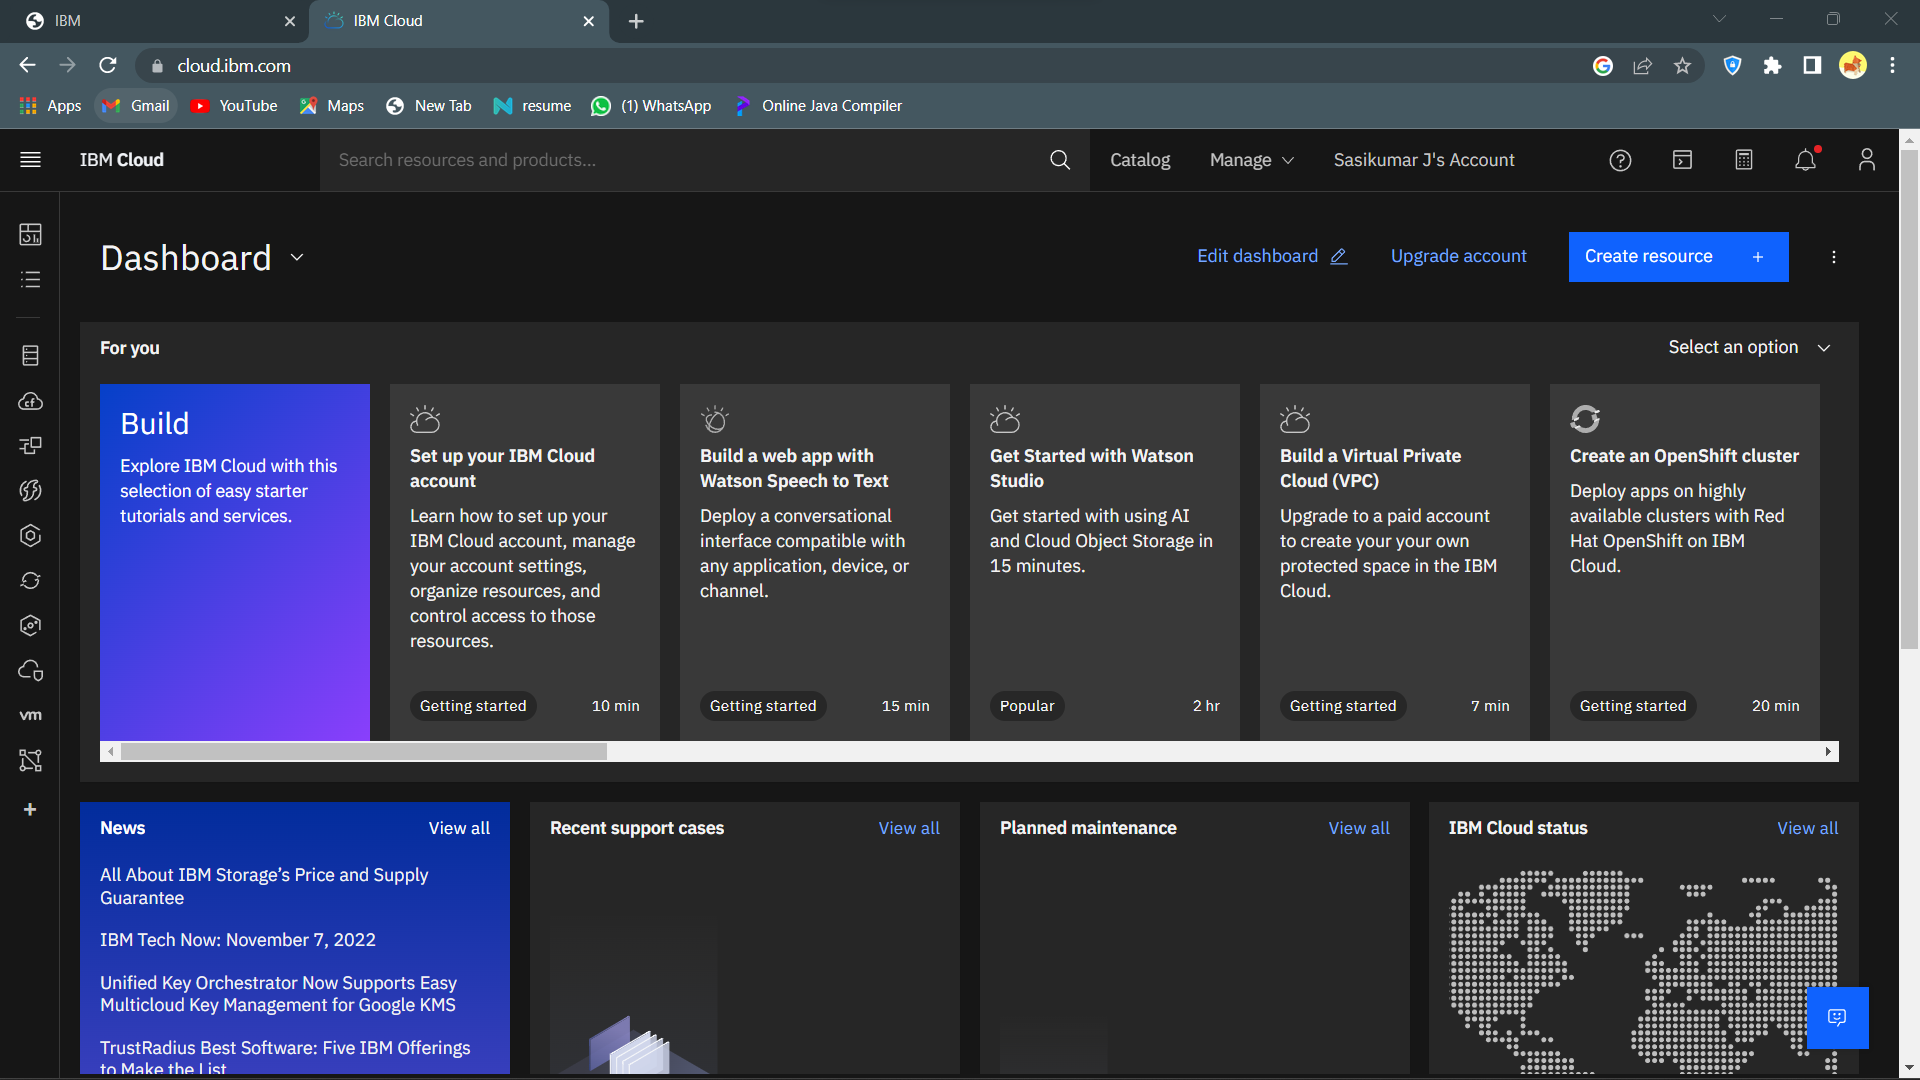 IBM
IBM Cloud
cloud.ibm.com
Apps
Gmail
YouTube
Maps
New Tab
resume
(1) WhatsApp
Online Java Compiler
IBM Cloud
Search resources and products...
Catalog
Manage
Sasikumar J's Account
Dashboard
Edit dashboard
Upgrade account
Create resource
For you
Select an option
Build
Explore IBM Cloud with this
selection of easy starter
tutorials and services.
Set up your IBM Cloud
account
Learn how to set up your
IBM Cloud account, manage
your account settings,
organize resources, and
control access to those
resources.
Getting started
10 min
Build a web app with
Watson Speech to Text
Deploy a conversational
interface compatible with
any application, device, or
channel.
Getting started
15 min
Get Started with Watson
Studio
Get started with using AI
and Cloud Object Storage in
15 minutes.
Popular
2 hr
Build a Virtual Private
Cloud (VPC)
Upgrade to a paid account
to create your your own
protected space in the IBM
Cloud.
Getting started
7 min
Create an OpenShift cluster
Deploy apps on highly
available clusters with Red
Hat OpenShift on IBM
Cloud.
Getting started
20 min
cf
vm
News
View all
All About IBM Storage’s Price and Supply
Guarantee
IBM Tech Now: November 7, 2022
Unified Key Orchestrator Now Supports Easy
Multicloud Key Management for Google KMS
TrustRadius Best Software: Five IBM Offerings
to Make the List
Recent support cases
View all
Planned maintenance
View all
IBM Cloud status
View all